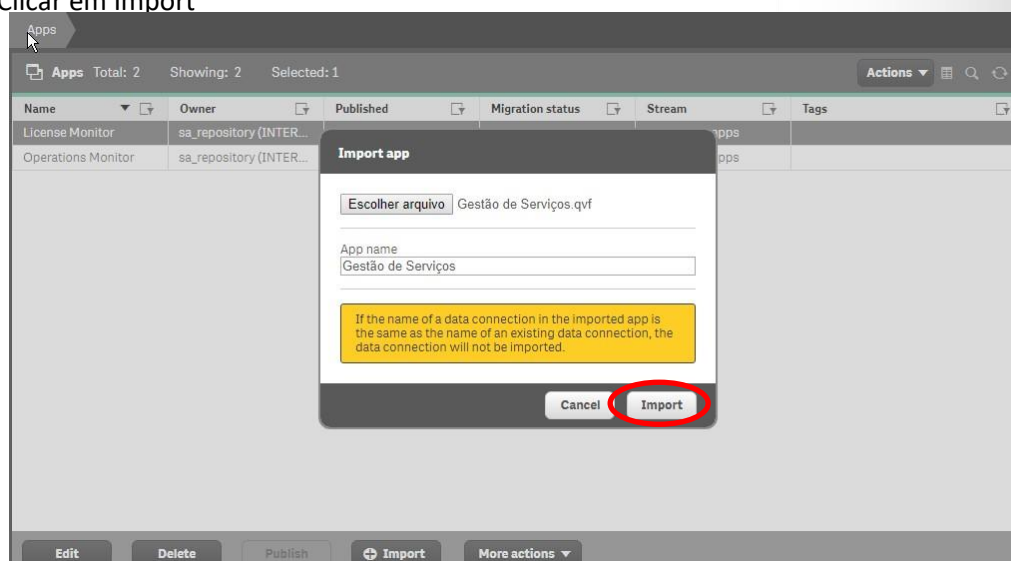 Clicar em Import
Apps
Apps Total: 2 Showing: 2 Selected: 1 Actions
Name Owner Published Migration status Stream Tags
License Monitor sa_repository (INTER... apps
Operations Monitor sa_repository (INTER... pps
Import app
Escolher arquivo Gestão de Serviços.qvf
App name
Gestão de Serviços
If the name of a data connection in the imported app is
the same as the name of an existing data connection, the
data connection will not be imported.
Cancel Import
Edit Delete Publish Import More actions